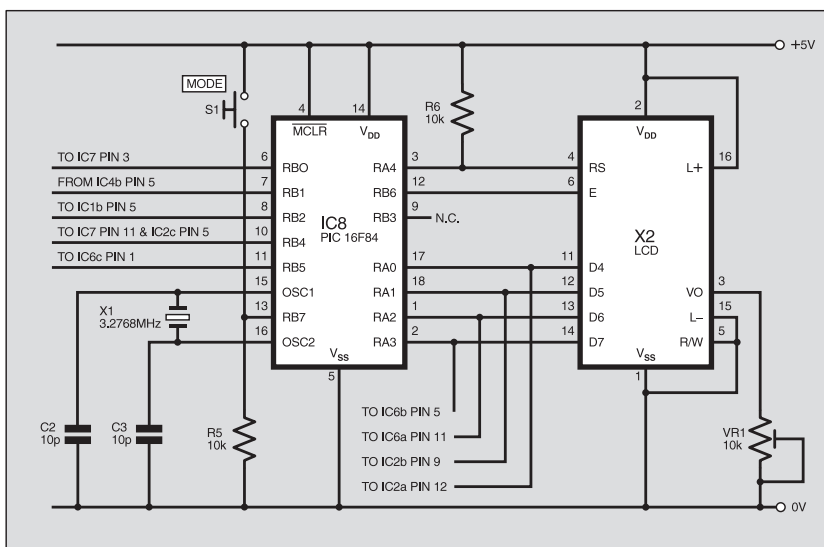 +5V
MODE
S1
4
14
MCLR
VDD
R6
10k
2
VDD
TO IC7 PIN 3
6
RBO
RA4
3
4
RS
L+
16
FROM IC4b PIN 5
7
RB1
RB6
12
6
E
TO IC1b PIN 5
8
RB2
RB3
9
N.C.
TO IC7 PIN 11 & IC2c PIN 5
10
RB4
IC8
PIC 16F84
X2
LCD
TO IC6c PIN 1
11
RB5
RA0
17
11
D4
15
OSC1
RA1
18
12
D5
VO
3
X1
3.2768MHz
13
RB7
RA2
1
13
D6
L–
15
16
OSC2
RA3
2
14
D7
R/W
5
VSS
5
VSS
1
C2
10p
C3
10p
R5
10k
TO IC6b PIN 5
TO IC6a PIN 11
TO IC2b PIN 9
TO IC2a PIN 12
VR1
10k
0V